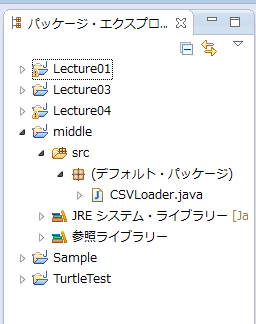 パッケージ・エクスプロ...
Lecture01
Lecture03
Lecture04
middle
src
(デフォルト・パッケージ)
CSVLoader.java
JRE システム・ライブラリー [Ja
参照ライブラリー
Sample
TurtleTest